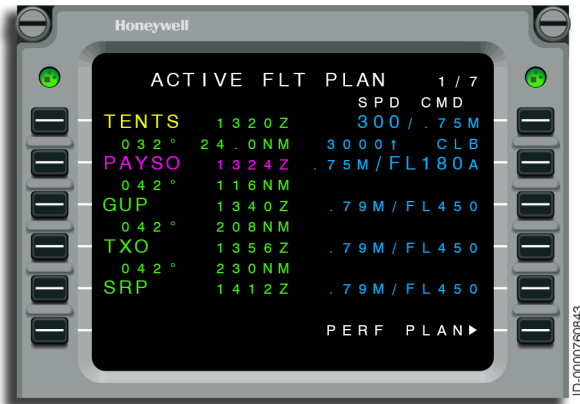 Honeywell
ACTIVE FLT PLAN 1/7
SPD CMD
TENTS 1320Z 300/.75M
032° 24.0NM 3000↑ CLB
PAYSO 1324Z .75M/FL180A
042° 116NM
GUP 1340Z .79M/FL450
042° 208NM
TXO 1356Z .79M/FL450
042° 230NM
SRP 1412Z .79M/FL450
PERF PLAN▶
ID-0000760843